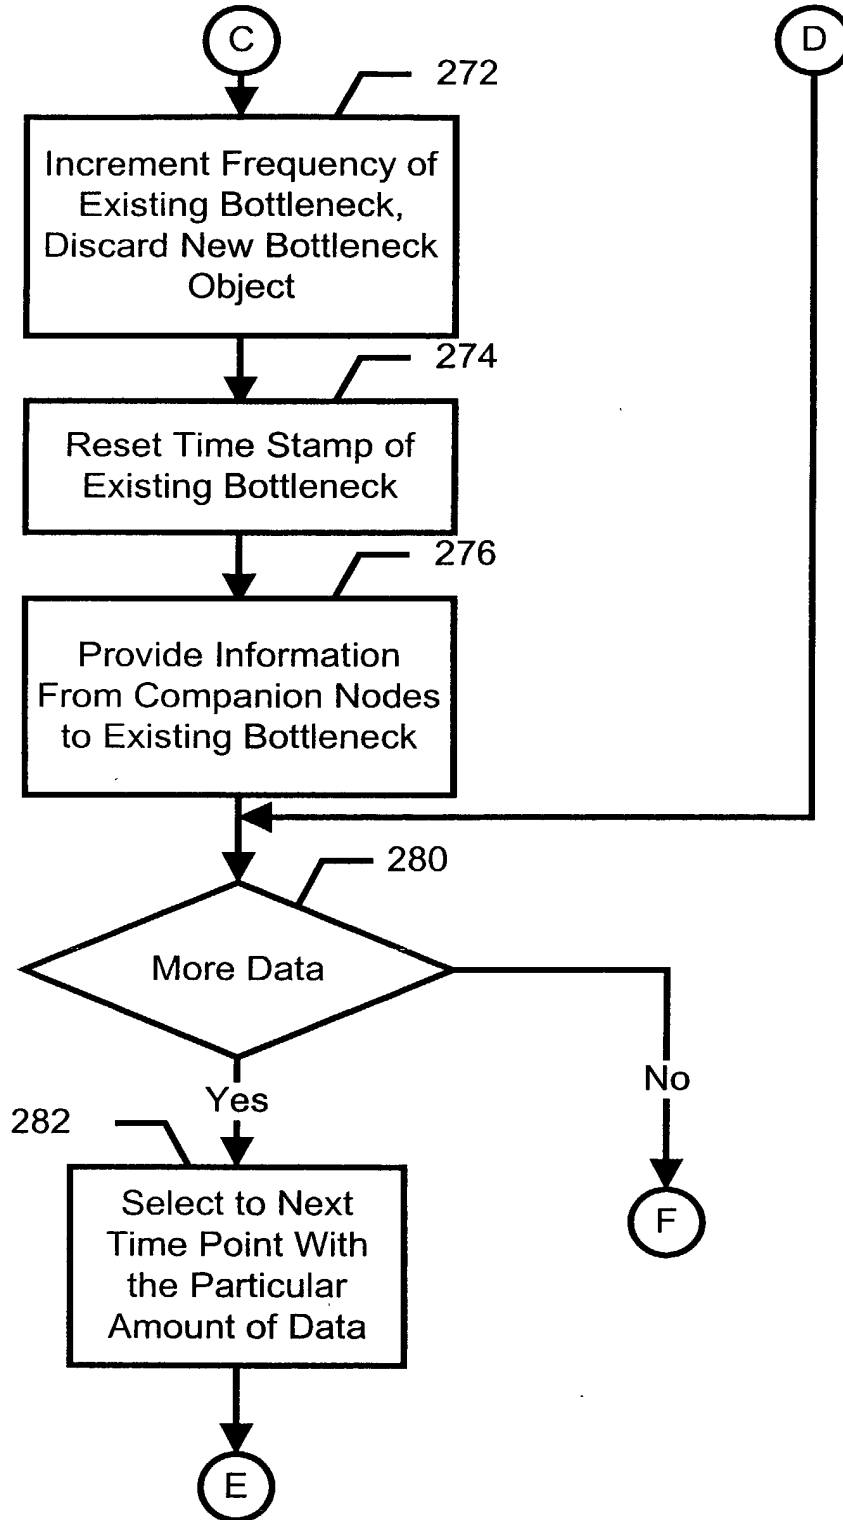 C
D
272
Increment Frequency of
Existing Bottleneck,
Discard New Bottleneck
Object
274
Reset Time Stamp of
Existing Bottleneck
276
Provide Information
From Companion Nodes
to Existing Bottleneck
280
More Data
Yes
No
282
Select to Next
Time Point With
the Particular
Amount of Data
F
E